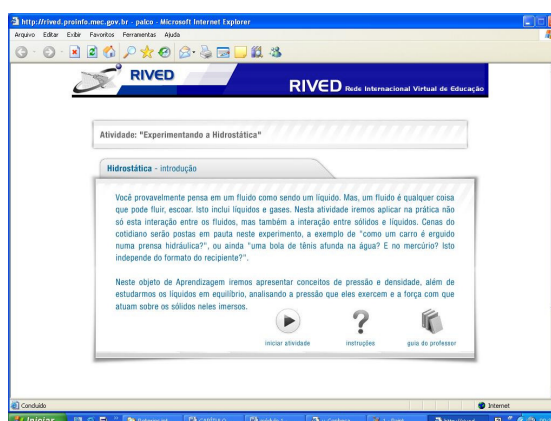 http://rived.proinfo.mec.gov.br - palco - Microsoft Internet Explorer
Arquivo Editar Exibir Favoritos Ferramentas Ajuda
RIVED
RIVED Rede Internacional Virtual de Educação
Atividade: "Experimentando a Hidrostática"
Hidrostática - introdução
Você provavelmente pensa em um fluido como sendo um líquido. Mas, um fluido é qualquer coisa
que pode fluir, escoar. Isto inclui líquidos e gases. Nesta atividade iremos aplicar na prática não
só esta interação entre os fluidos, mas também a interação entre sólidos e líquidos. Cenas do
cotidiano serão postas em pauta neste experimento, a exemplo de "como um carro é erguido
numa prensa hidráulica?", ou ainda "uma bola de tênis afunda na água? E no mercúrio? Isto
independe do formato do recipiente?".
Neste objeto de Aprendizagem iremos apresentar conceitos de pressão e densidade, além de
estudarmos os líquidos em equilíbrio, analisando a pressão que eles exercem e a força com que
atuam sobre os sólidos neles imersos.
iniciar atividade instruções guia do professor
Concluído Internet
Iniciar